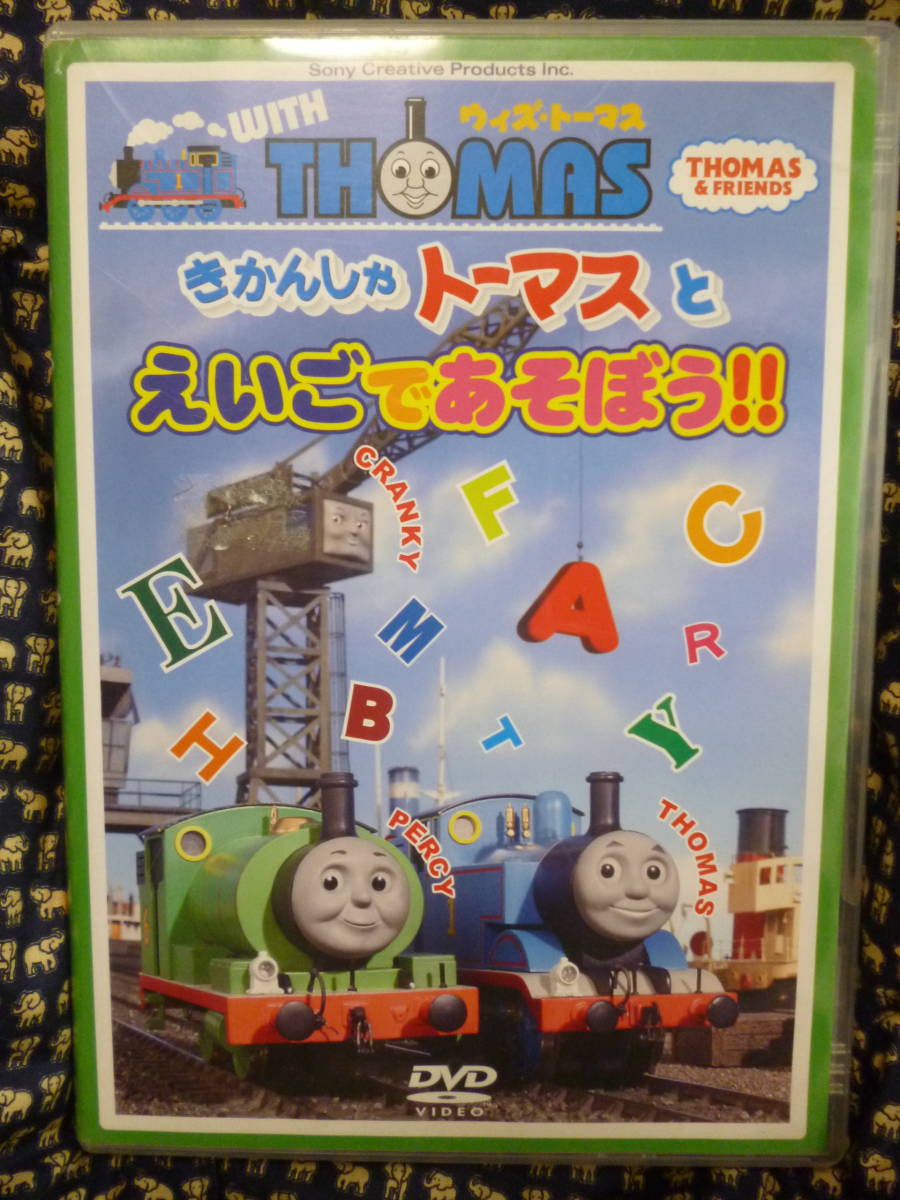 Sony Creative Products Inc.
WITH
ウィズ・トーマス
THOMAS
THOMAS
& FRIENDS
きかんしゃトーマスと
えいごであそぼう!!
CRANKY
F
C
E
A
M
R
B
H
T
Y
PERCY
THOMAS
1
DVD
VIDEO